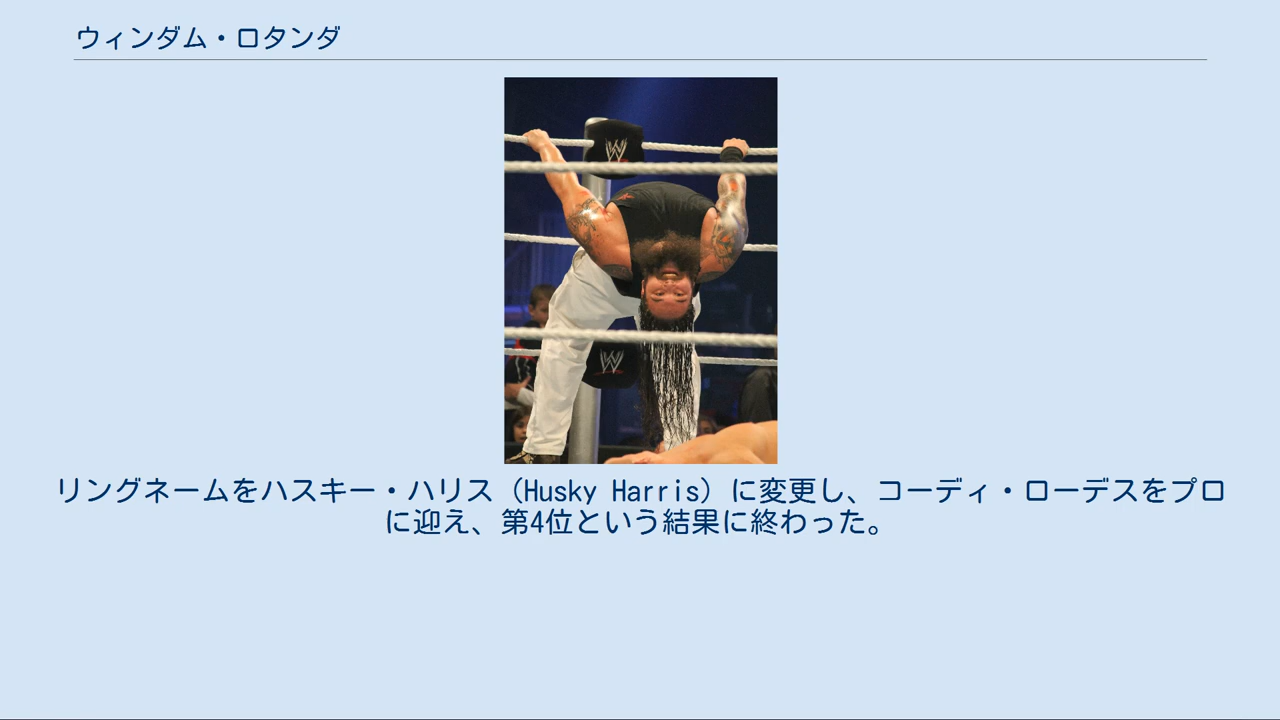 ウィンダム・ロタンダ
W
W
リングネームをハスキー・ハリス（Husky Harris）に変更し、コーディ・ローデスをプロ
に迎え、第4位という結果に終わった。